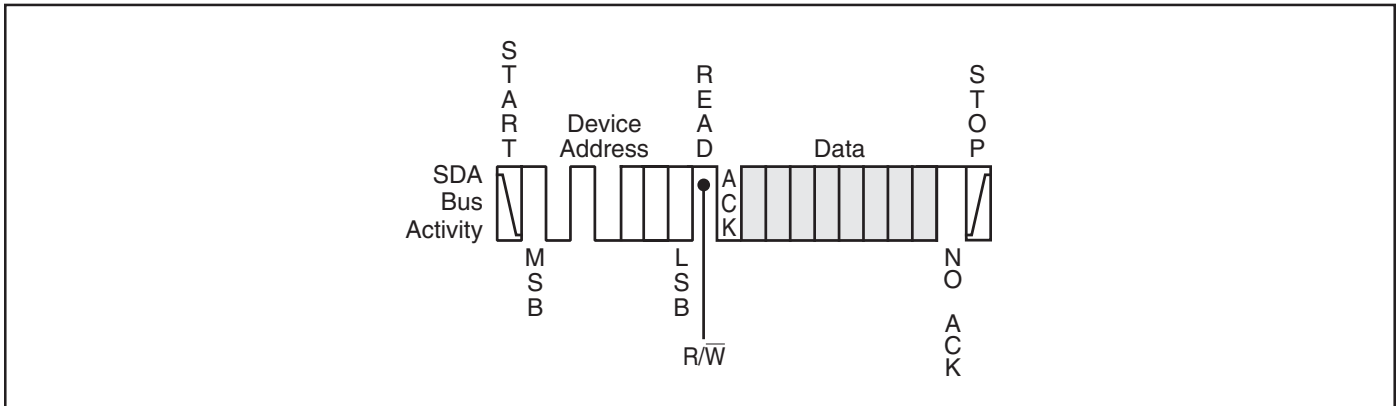 START
READ
STOP
Device
Address
Data
SDA
Bus
Activity
ACK
MSB
LSB
NO ACK
R/W̅